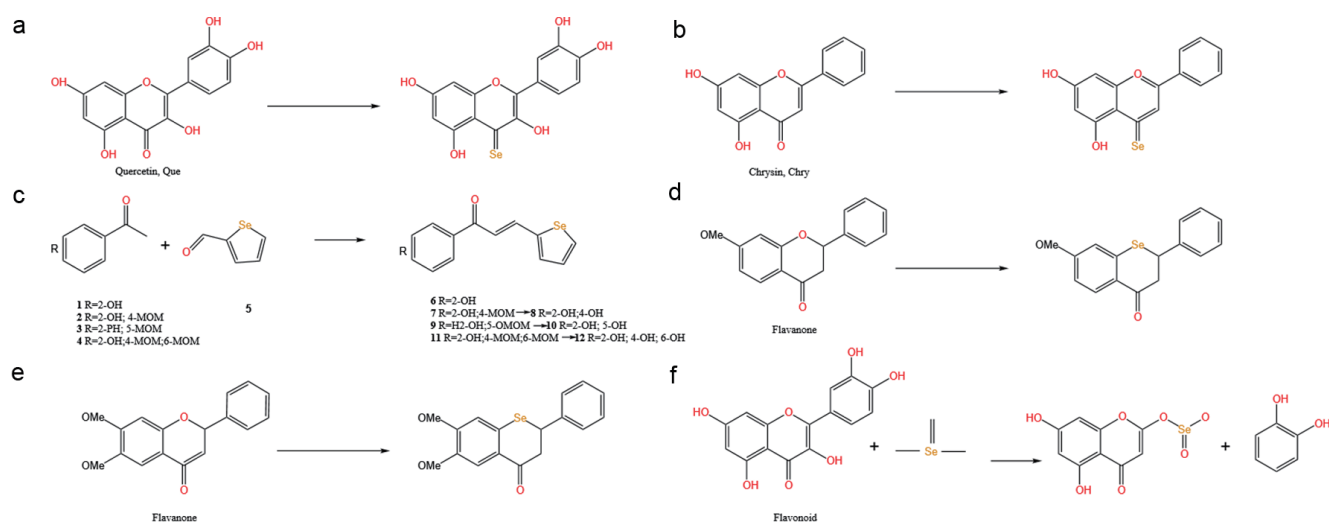 a
OH
OH
HO
O
OH
OH
O
Quercetin, Que
OH
OH
HO
O
OH
OH
Se
b
HO
O
OH
O
Chrysin, Chry
HO
O
OH
Se
c
O
R
+
O
Se
1 R=2-OH
2 R=2-OH; 4-MOM
3 R=2-PH; 5-MOM
4 R=2-OH;4-MOM;6-MOM
5
O
Se
R
6 R=2-OH
7 R=2-OH;4-MOM→8 R=2-OH;4-OH
9 R=H2-OH;5-OMOM→10 R=2-OH; 5-OH
11 R=2-OH;4-MOM;6-MOM→12 R=2-OH; 4-OH; 6-OH
d
OMe
O
O
Flavanone
OMe
Se
O
e
OMe
O
OMe
O
Flavanone
OMe
Se
OMe
O
f
OH
OH
HO
O
OH
OH
O
Flavonoid
+
Se
HO
O
O
O
Se
O
OH
O
+
OH
OH